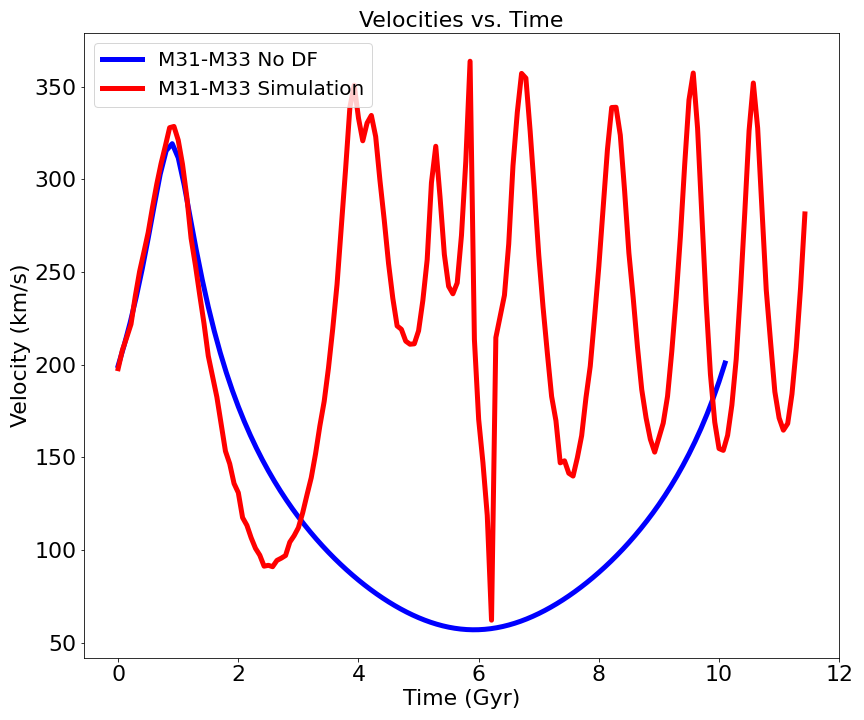 Velocities vs. Time
M31-M33 No DF
M31-M33 Simulation
Velocity (km/s)
350
300
250
200
150
100
50
0 2 4 6 8 10 12
Time (Gyr)